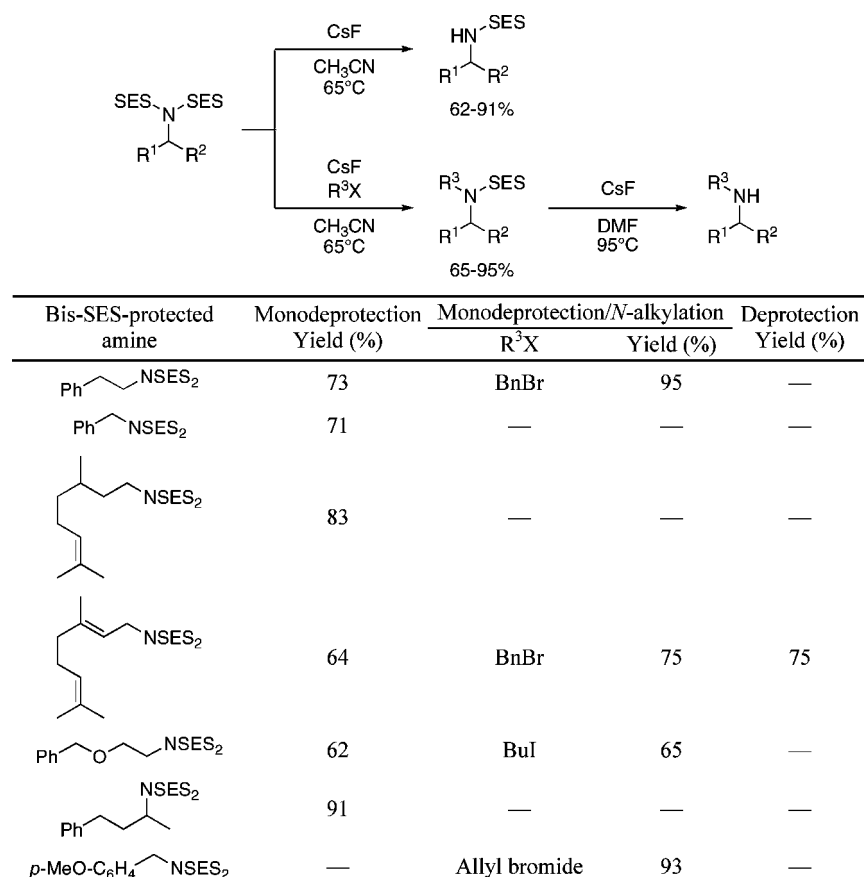 CsF
CH₃CN
65°C
HN SES
R¹ R²
62-91%
SES SES
N
R¹ R²
CsF
R³X
CH₃CN
65°C
R³ N SES
R¹ R²
65-95%
CsF
DMF
95°C
R³ NH
R¹ R²
Bis-SES-protected amine Monodeprotection Yield (%) Monodeprotection/N-alkylation Deprotection Yield (%)
R³X Yield (%)
Ph NSES₂ 73 BnBr 95 —
Ph NSES₂ 71 — — —
NSES₂ 83 — — —
NSES₂ 64 BnBr 75 75
Ph O NSES₂ 62 BuI 65 —
NSES₂
Ph 91 — — —
p-MeO-C₆H₄ NSES₂ — Allyl bromide 93 —